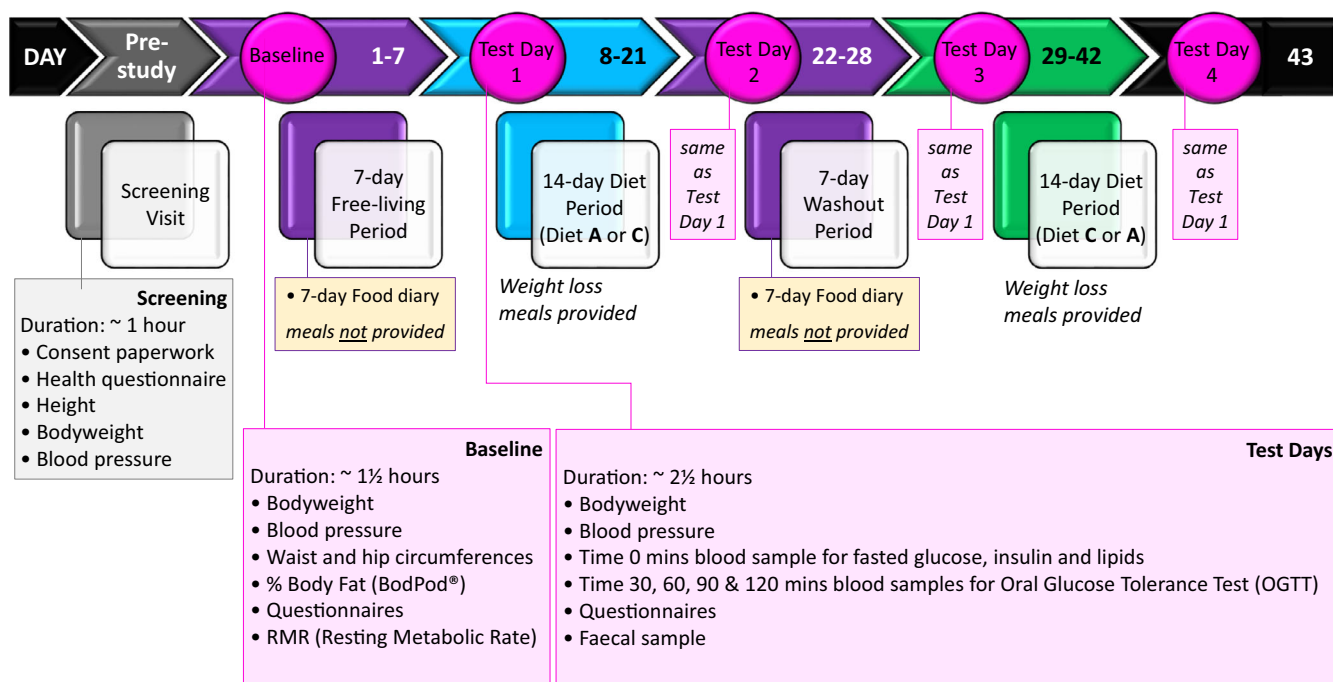 DAY
Pre-
study
Baseline
1-7
Test Day
1
8-21
Test Day
2
22-28
Test Day
3
29-42
Test Day
4
43
Screening
Visit
7-day
Free-living
Period
14-day Diet
Period
(Diet A or C)
same
as
Test
Day 1
7-day
Washout
Period
same
as
Test
Day 1
14-day Diet
Period
(Diet C or A)
same
as
Test
Day 1
• 7-day Food diary
meals not provided
Weight loss
meals provided
• 7-day Food diary
meals not provided
Weight loss
meals provided
Screening
Duration: ~ 1 hour
• Consent paperwork
• Health questionnaire
• Height
• Bodyweight
• Blood pressure
Baseline
Duration: ~ 1½ hours
• Bodyweight
• Blood pressure
• Waist and hip circumferences
• % Body Fat (BodPod®)
• Questionnaires
• RMR (Resting Metabolic Rate)
Test Days
Duration: ~ 2½ hours
• Bodyweight
• Blood pressure
• Time 0 mins blood sample for fasted glucose, insulin and lipids
• Time 30, 60, 90 & 120 mins blood samples for Oral Glucose Tolerance Test (OGTT)
• Questionnaires
• Faecal sample